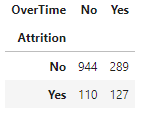 OverTime No Yes
Attrition
No 944 289
Yes 110 127